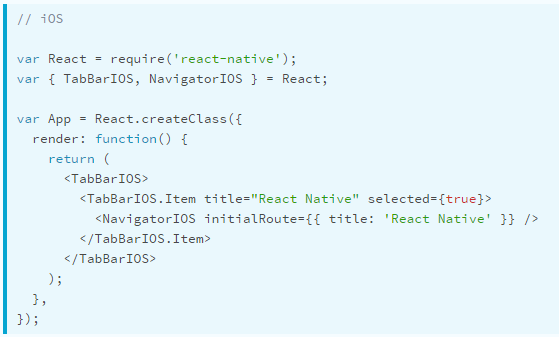 // iOS

var React = require('react-native');
var { TabBarIOS, NavigatorIOS } = React;

var App = React.createClass({
  render: function() {
    return (
      <TabBarIOS>
        <TabBarIOS.Item title="React Native" selected={true}>
          <NavigatorIOS initialRoute={{ title: 'React Native' }} />
        </TabBarIOS.Item>
      </TabBarIOS>
    );
  },
});